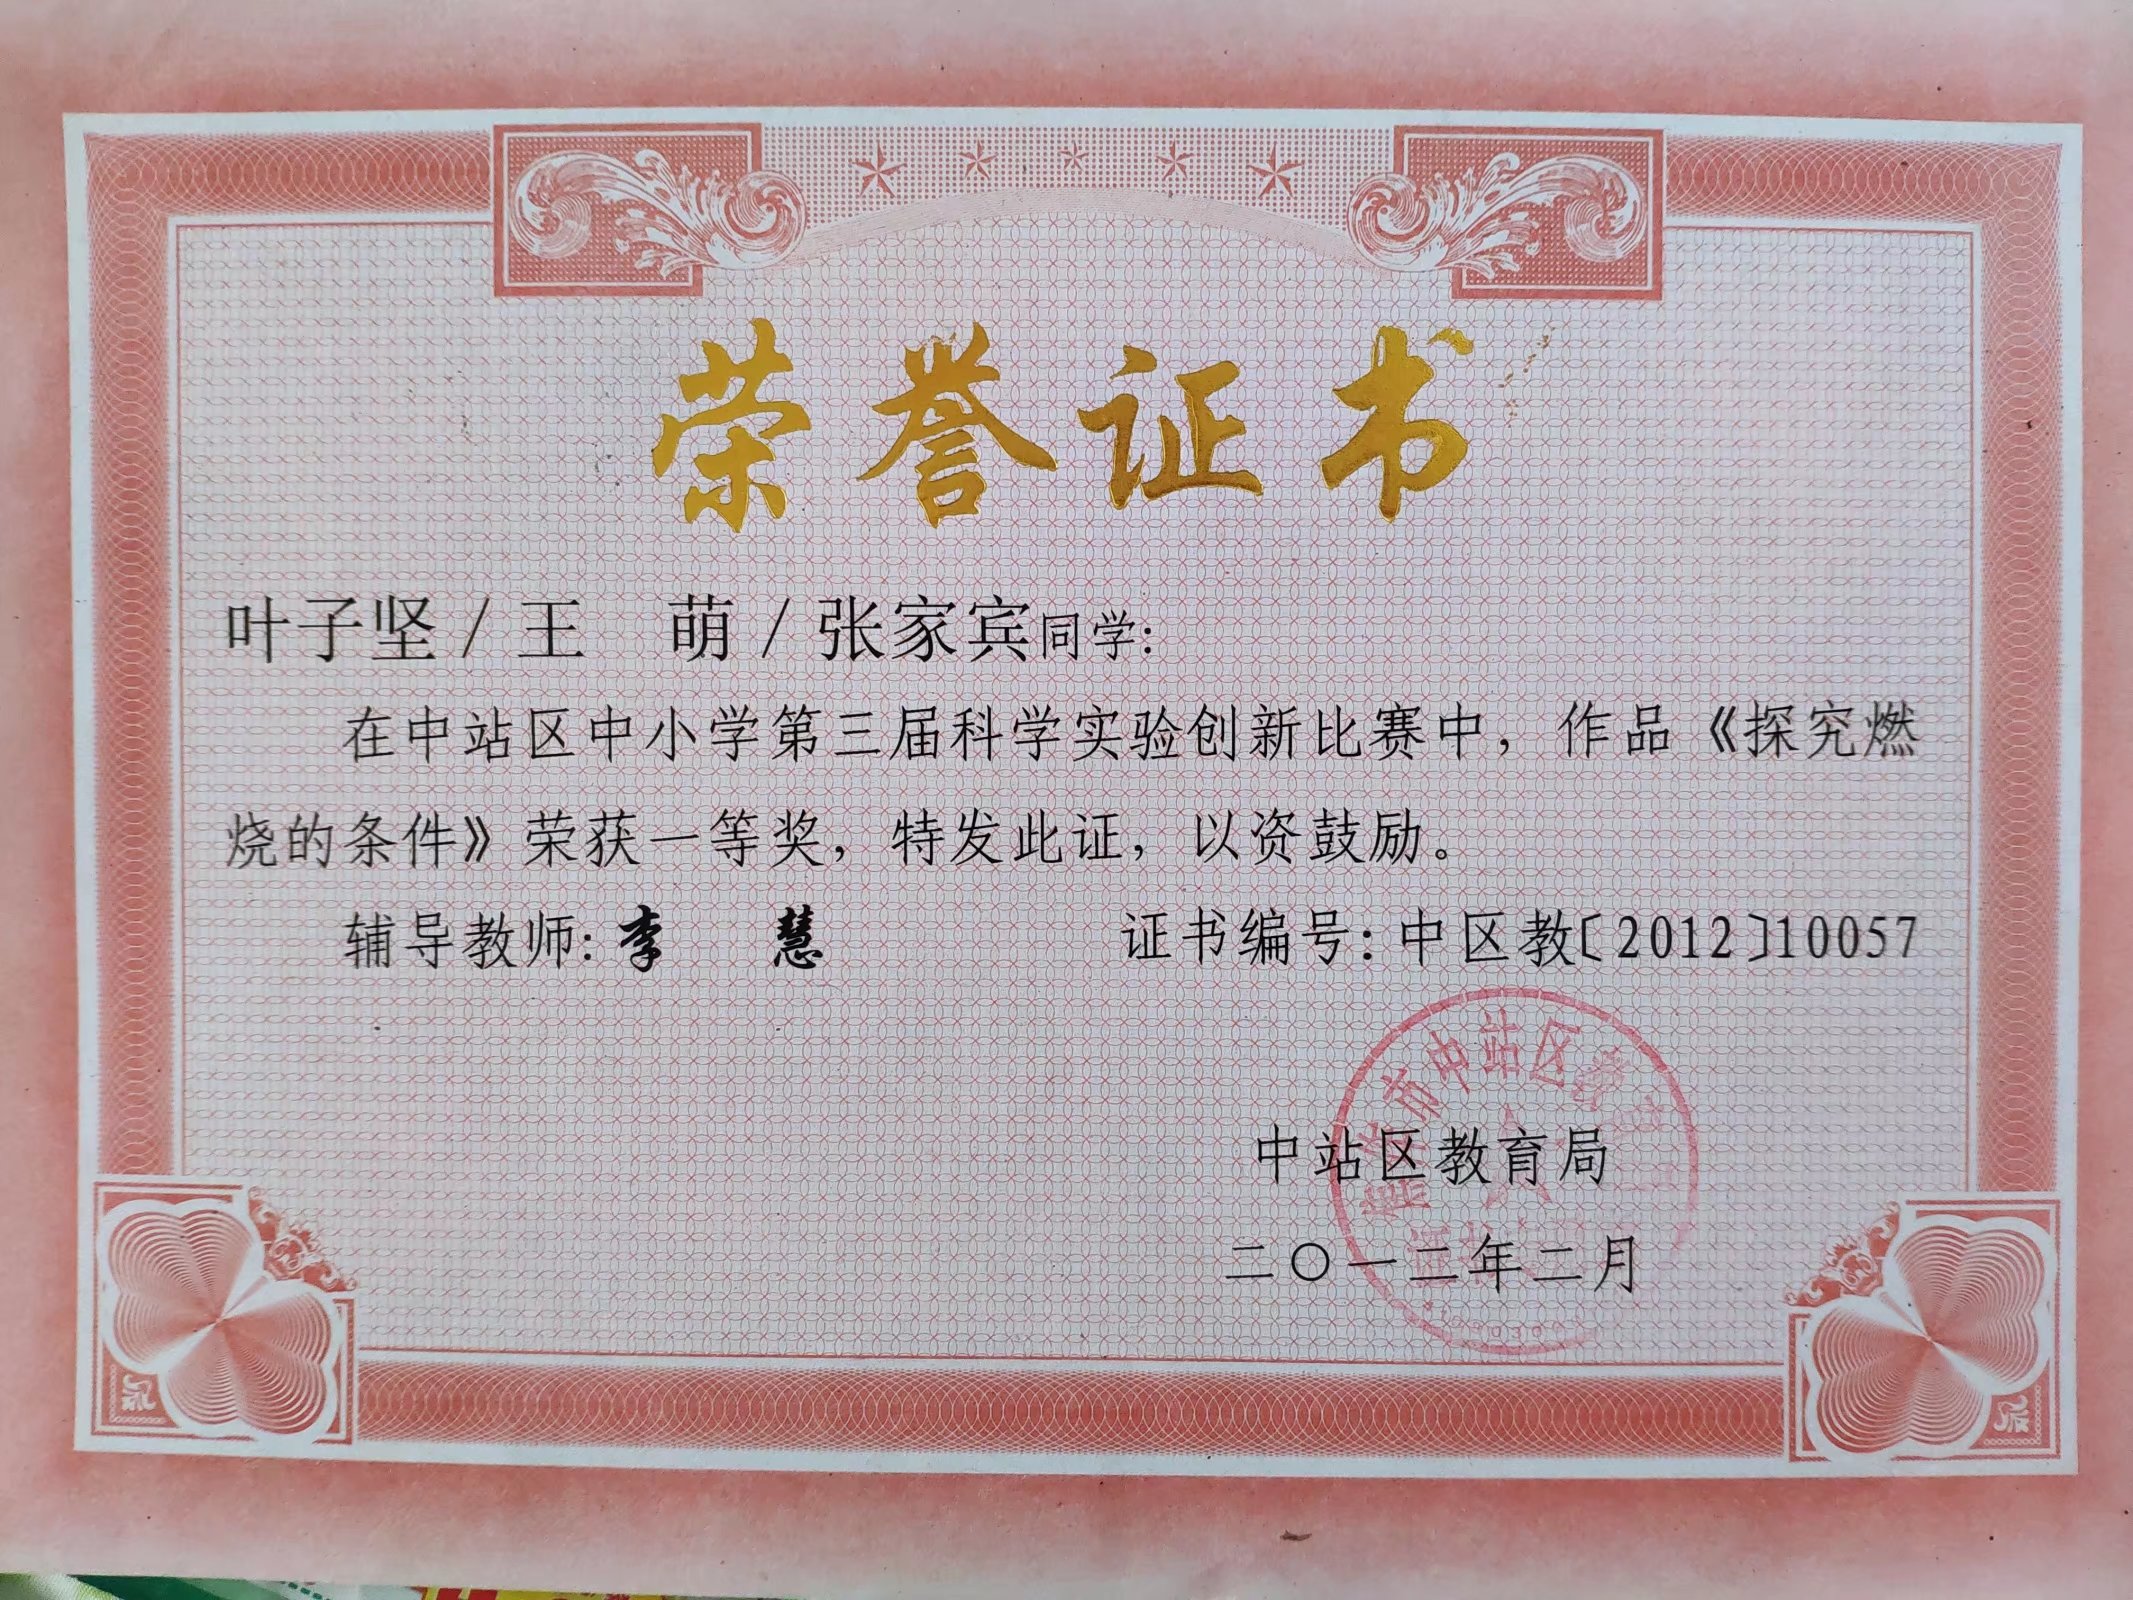 荣誉证书
叶子坚/王 萌/张家宾同学:
在中站区中小学第三届科学实验创新比赛中，作品《探究燃
烧的条件》荣获一等奖，特发此证，以资鼓励。
辅导教师:李 慧 证书编号:中区教〔2012〕10057
市中站区教
中站区教育局
二〇一二年二月